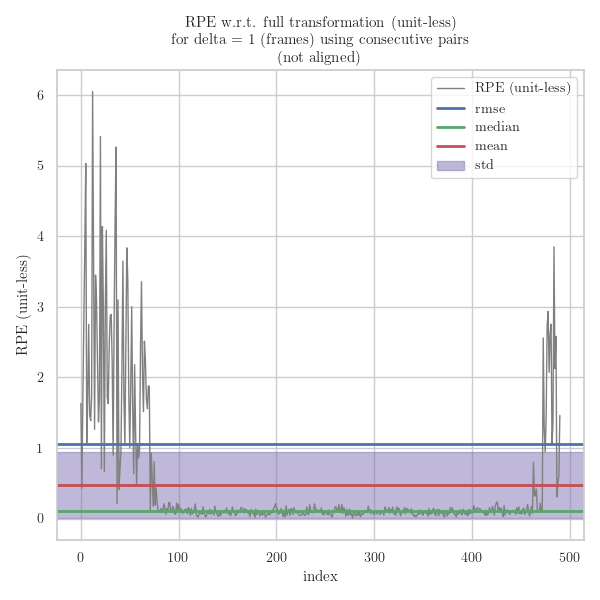 RPE w.r.t. full transformation (unit-less)
for delta = 1 (frames) using consecutive pairs
(not aligned)
RPE (unit-less)
rmse
median
mean
std
RPE (unit-less)
6
5
4
3
2
1
0
0
100
200
300
400
500
index